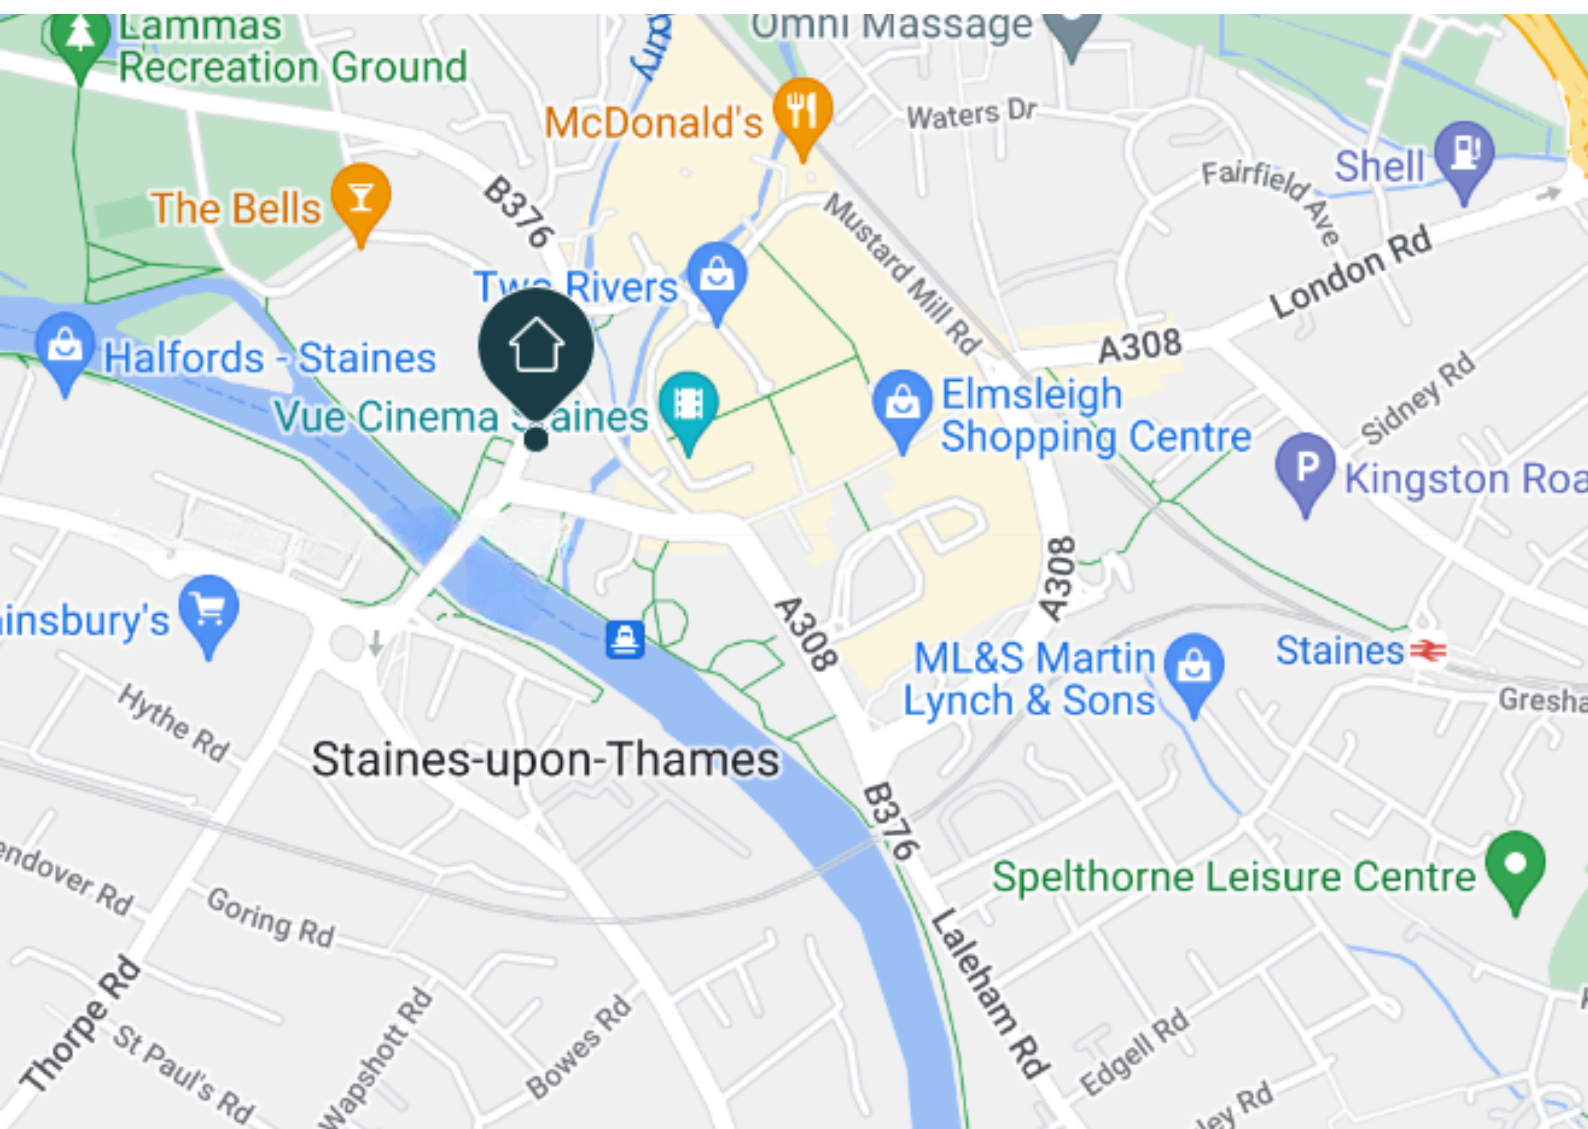 Lammas
Recreation Ground
Omni Massage
McDonald's
Waters Dr
Shell
Fairfield Ave
The Bells
B376
Mustard Mill Rd
London Rd
Two Rivers
A308
Halfords - Staines
Vue Cinema Staines
Elmsleigh
Shopping Centre
Sidney Rd
P
Kingston Roa
A308
ainsbury's
A308
ML&S Martin
Lynch & Sons
Staines
Gresha
Hythe Rd
Staines-upon-Thames
B376
endover Rd
Spelthorne Leisure Centre
Goring Rd
Laleham Rd
Thorpe Rd
St Paul's Rd
Wapshott Rd
Bowes Rd
Edgell Rd
ley Rd